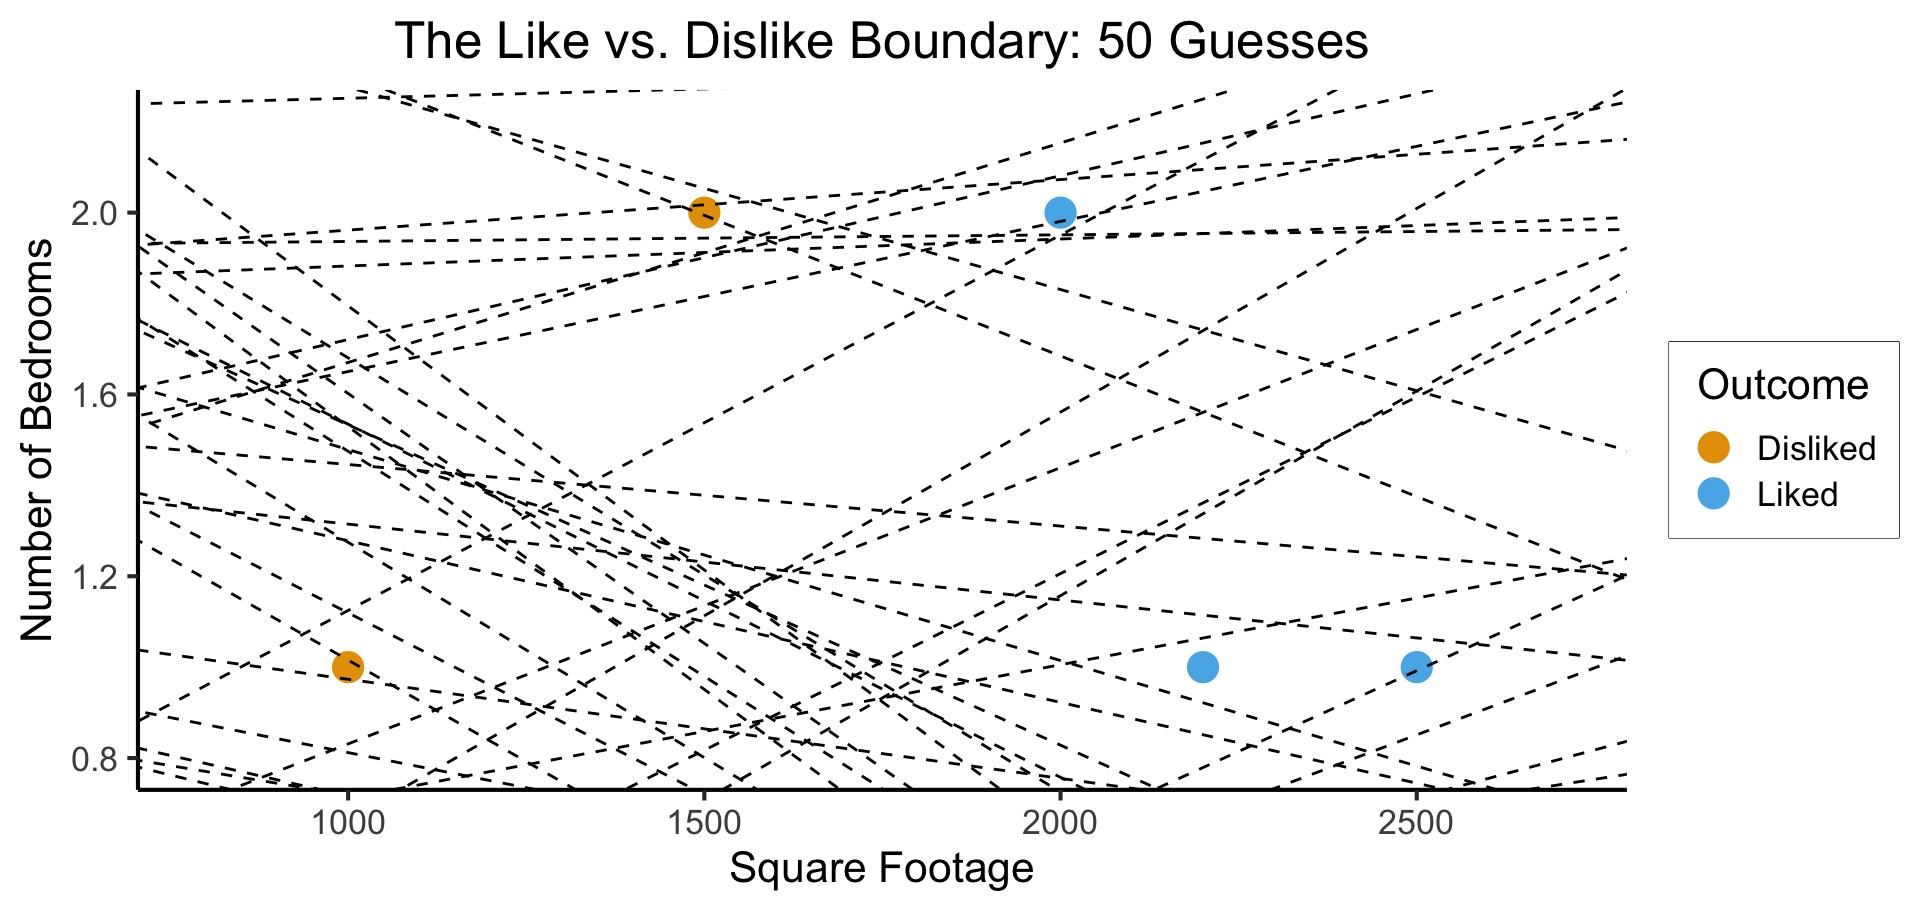 The Like vs. Dislike Boundary: 50 Guesses
Number of Bedrooms
2.0
1.6
1.2
0.8
1000
1500
2000
2500
Square Footage
Outcome
Disliked
Liked